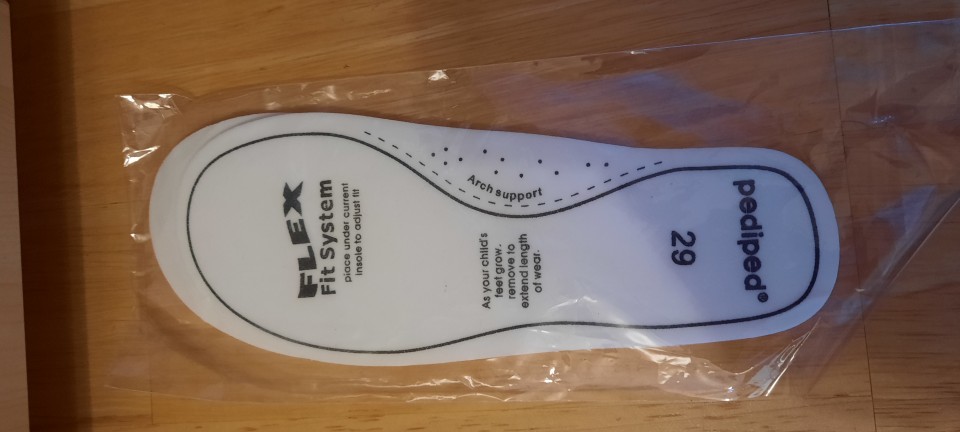 FLEX
Fit System
place under current
insole to adjust fit
Arch support
As your child's
feet grow.
remove to
extend length
of wear.
29
pediped®